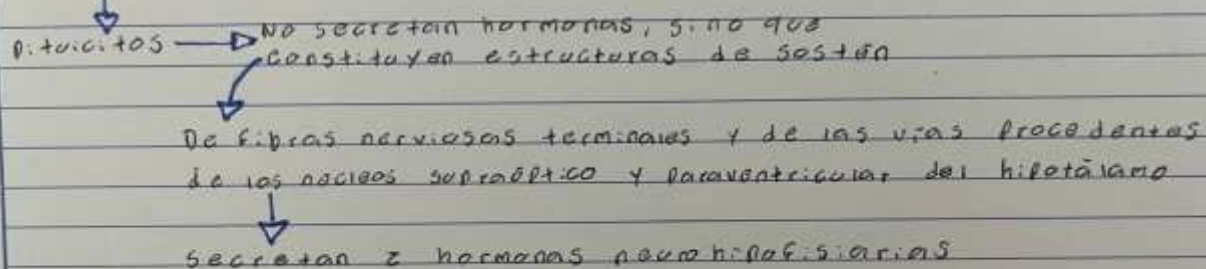 Pituicitos → No secretan hormonas, sino que
constituyen estructuras de sostén
De fibras nerviosas terminales y de las vías procedentes
de los núcleos supraóptico y paraventricular del hipotálamo
Secretan 2 hormonas neurohipofisiarias